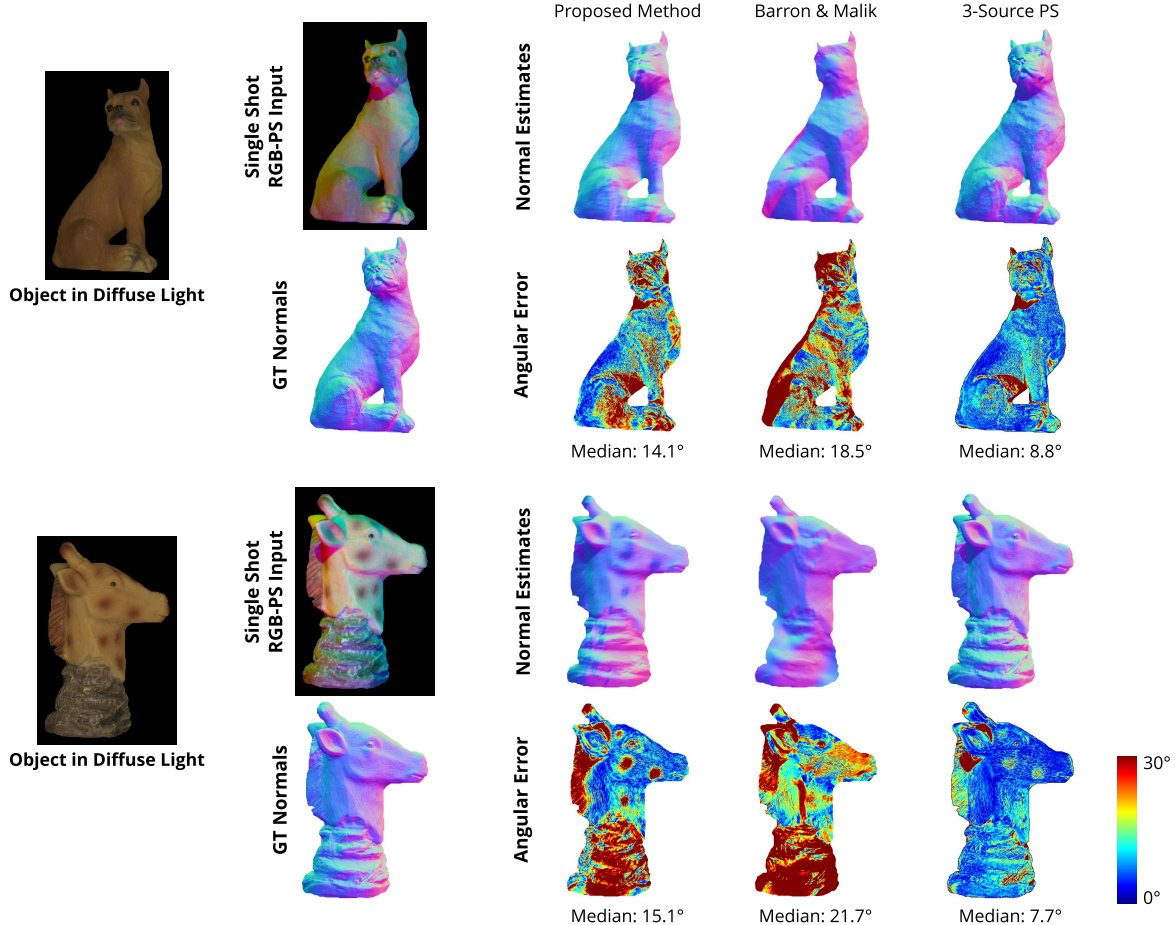 Proposed Method
Barron & Malik
3-Source PS
Single Shot
RGB-PS Input
Normal Estimates
Object in Diffuse Light
GT Normals
Angular Error
Median: 14.1°
Median: 18.5°
Median: 8.8°
Single Shot
RGB-PS Input
Normal Estimates
Object in Diffuse Light
GT Normals
Angular Error
30°
0°
Median: 15.1°
Median: 21.7°
Median: 7.7°